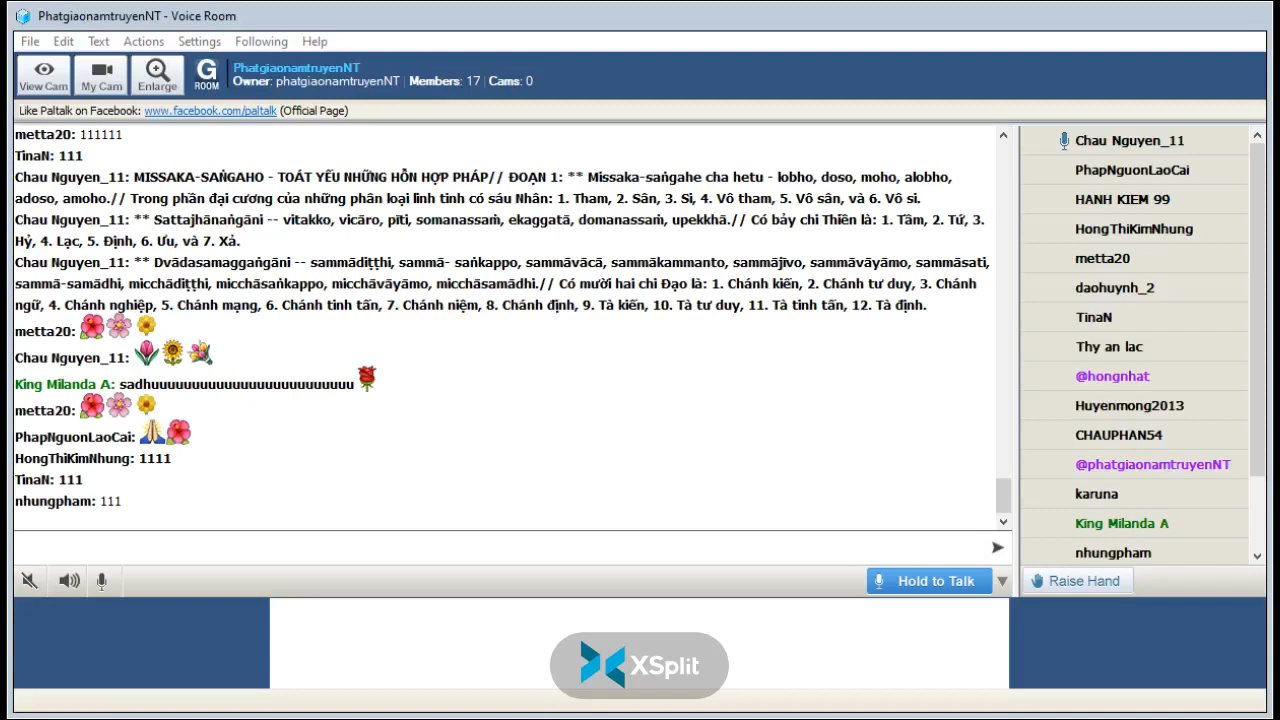 PhatgiaonamtruyenNT - Voice Room
File Edit Text Actions Settings Following Help
View Cam My Cam Enlarge G ROOM
PhatgiaonamtruyenNT
Owner: phatgiaonamtruyenNT | Members: 17 | Cams: 0
Like Paltalk on Facebook: www.facebook.com/paltalk (Official Page)
metta20: 111111
TinaN: 111
Chau Nguyen_11: MISSAKA-SAṄGAHO - TOÁT YẾU NHỮNG HỖN HỢP PHÁP// ĐOẠN 1: ** Missaka-saṅgahe cha hetu - lobho, doso, moho, alobho,
adoso, amoho.// Trong phần đại cương của những phân loại linh tinh có sáu Nhân: 1. Tham, 2. Sân, 3. Si, 4. Vô tham, 5. Vô sân, và 6. Vô si.
Chau Nguyen_11: ** Sattajhānaṅgāni -- vitakko, vicāro, pīti, somanassaṁ, ekaggatā, domanassaṁ, upekkhā.// Có bảy chi Thiền là: 1. Tầm, 2. Tứ, 3.
Hỷ, 4. Lạc, 5. Định, 6. Ưu, và 7. Xả.
Chau Nguyen_11: ** Dvādasamaggaṅgāni -- sammādiṭṭhi, sammā- saṅkappo, sammāvācā, sammākammanto, sammājīvo, sammāvāyāmo, sammāsati,
sammā-samādhi, micchādiṭṭhi, micchāsaṅkappo, micchāvāyāmo, micchāsamādhi.// Có mười hai chi Đạo là: 1. Chánh kiến, 2. Chánh tư duy, 3. Chánh
ngữ, 4. Chánh nghiệp, 5. Chánh mạng, 6. Chánh tinh tấn, 7. Chánh niệm, 8. Chánh định, 9. Tà kiến, 10. Tà tư duy, 11. Tà tinh tấn, 12. Tà định.
metta20:
Chau Nguyen_11:
King Milanda A: sadhuuuuuuuuuuuuuuuuuuuuuuuuu
metta20:
PhapNguonLaoCai:
HongThiKimNhung: 1111
TinaN: 111
nhungpham: 111
Hold to Talk
Chau Nguyen_11
PhapNguonLaoCai
HANH KIEM 99
HongThiKimNhung
metta20
daohuynh_2
TinaN
Thy an lac
@hongnhat
Huyenmong2013
CHAUPHAN54
@phatgiaonamtruyenNT
karuna
King Milanda A
nhungpham
Raise Hand
XSplit